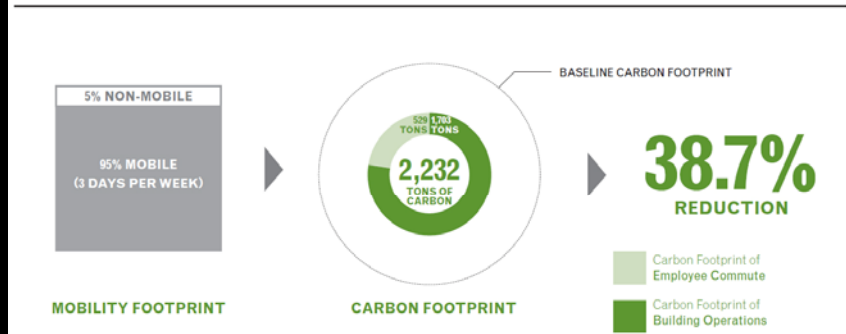 BASELINE CARBON FOOTPRINT
5% NON-MOBILE
95% MOBILE
(3 DAYS PER WEEK)
529 1,703
TONS TONS
2,232
TONS OF
CARBON
38.7%
REDUCTION
Carbon Footprint of
Employee Commute
Carbon Footprint of
Building Operations
MOBILITY FOOTPRINT
CARBON FOOTPRINT